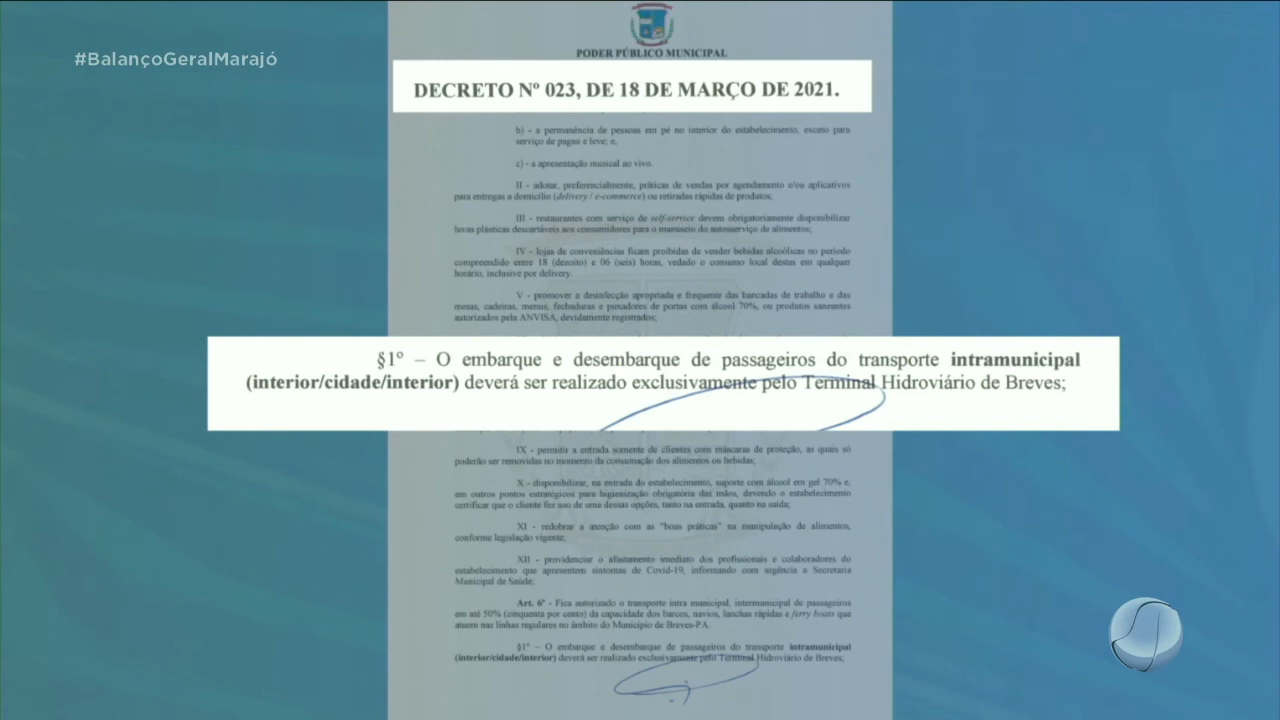 #BalançoGeralMarajó
PODER PÚBLICO MUNICIPAL
DECRETO Nº 023, DE 18 DE MARÇO DE 2021.
b) - a permanência de pessoas em pé no interior do estabelecimento, exceto para
serviço de pague e leve; e,
c) - a apresentação musical ao vivo.
II - adotar, preferencialmente, práticas de vendas por agendamento e/ou aplicativos
para entregas a domicílio (delivery / e-commerce) ou retiradas rápidas de produtos;
III - restaurantes com serviço de self-service devem obrigatoriamente disponibilizar
luvas plásticas descartáveis aos consumidores para o manuseio do autosserviço de alimentos;
IV - lojas de conveniências ficam proibidas de vender bebidas alcoólicas no período
compreendido entre 18 (dezoito) e 06 (seis) horas, vedado o consumo local destas em qualquer
horário, inclusive por delivery.
V - promover a desinfecção apropriada e frequente das bancadas de trabalho e das
mesas, cadeiras, menus, fechaduras e puxadores de portas com álcool 70%, ou produtos saneantes
autorizados pela ANVISA, devidamente registrados;
§1º – O embarque e desembarque de passageiros do transporte intramunicipal
(interior/cidade/interior) deverá ser realizado exclusivamente pelo Terminal Hidroviário de Breves;
IX - permitir a entrada somente de clientes com máscaras de proteção, as quais só
poderão ser removidas no momento da consumação dos alimentos ou bebidas;
X - disponibilizar, na entrada do estabelecimento, suporte com álcool em gel 70% e,
em outros pontos estratégicos para higienização obrigatória das mãos, devendo o estabelecimento
certificar que o cliente fez uso de uma dessas opções, tanto na entrada, quanto na saída;
XI - redobrar a atenção com as “boas práticas” na manipulação de alimentos,
conforme legislação vigente;
XII - providenciar o afastamento imediato dos profissionais e colaboradores do
estabelecimento que apresentem sintomas de Covid-19, informando com urgência a Secretaria
Municipal de Saúde;
Art. 6º - Fica autorizado o transporte intra municipal, intermunicipal de passageiros
em até 50% (cinquenta por cento) da capacidade dos barcos, navios, lanchas rápidas e ferry boats que
atuem nas linhas regulares no âmbito do Município de Breves-PA.
§1º – O embarque e desembarque de passageiros do transporte intramunicipal
(interior/cidade/interior) deverá ser realizado exclusivamente pelo Terminal Hidroviário de Breves;